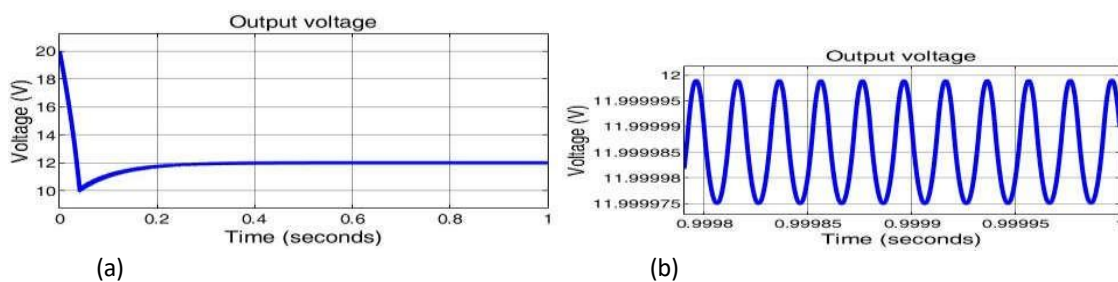 Output voltage
Voltage (V)
20
18
16
14
12
10
0
0.2
0.4
0.6
0.8
1
Time (seconds)
(a)
Output voltage
Voltage (V)
12
11.999995
11.99999
11.999985
11.99998
11.999975
0.9998
0.99985
0.9999
0.99995
Time (seconds)
(b)